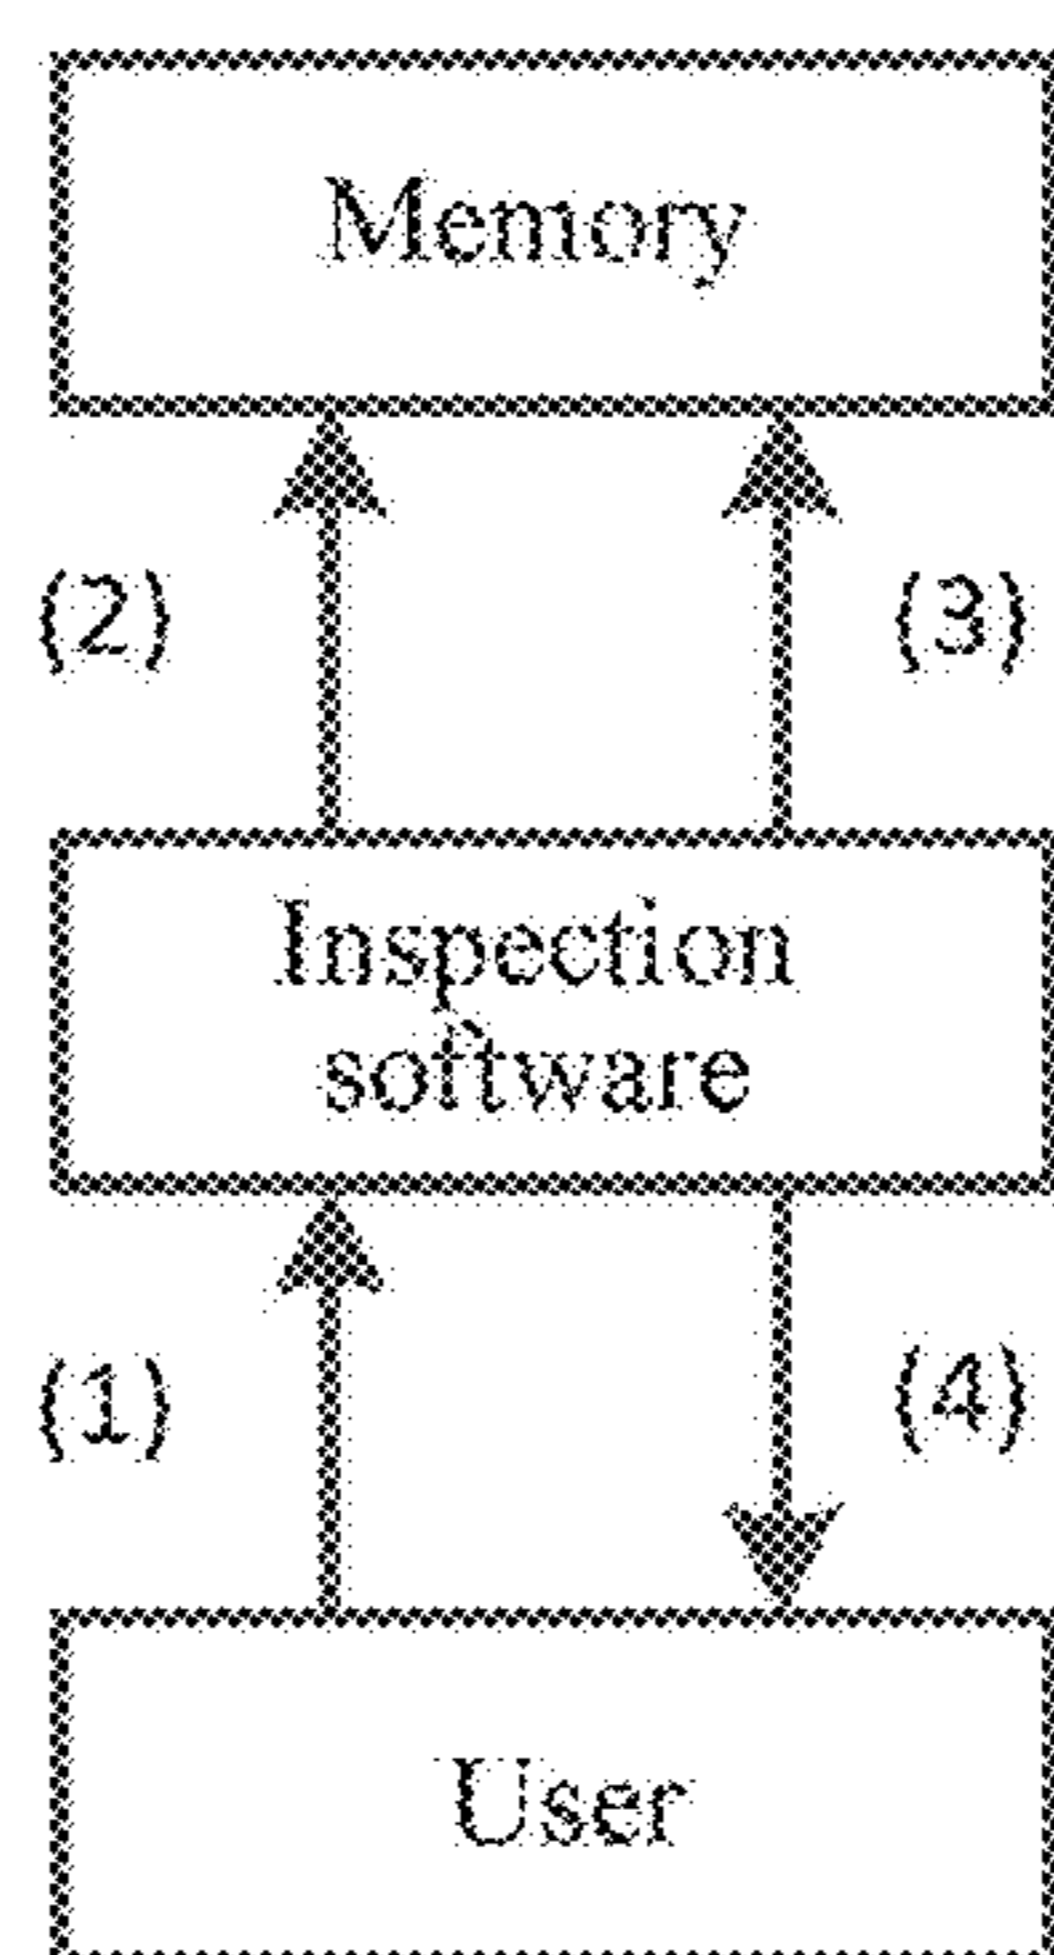 Memory
(2) (3)
Inspection
software
(1) (4)
User